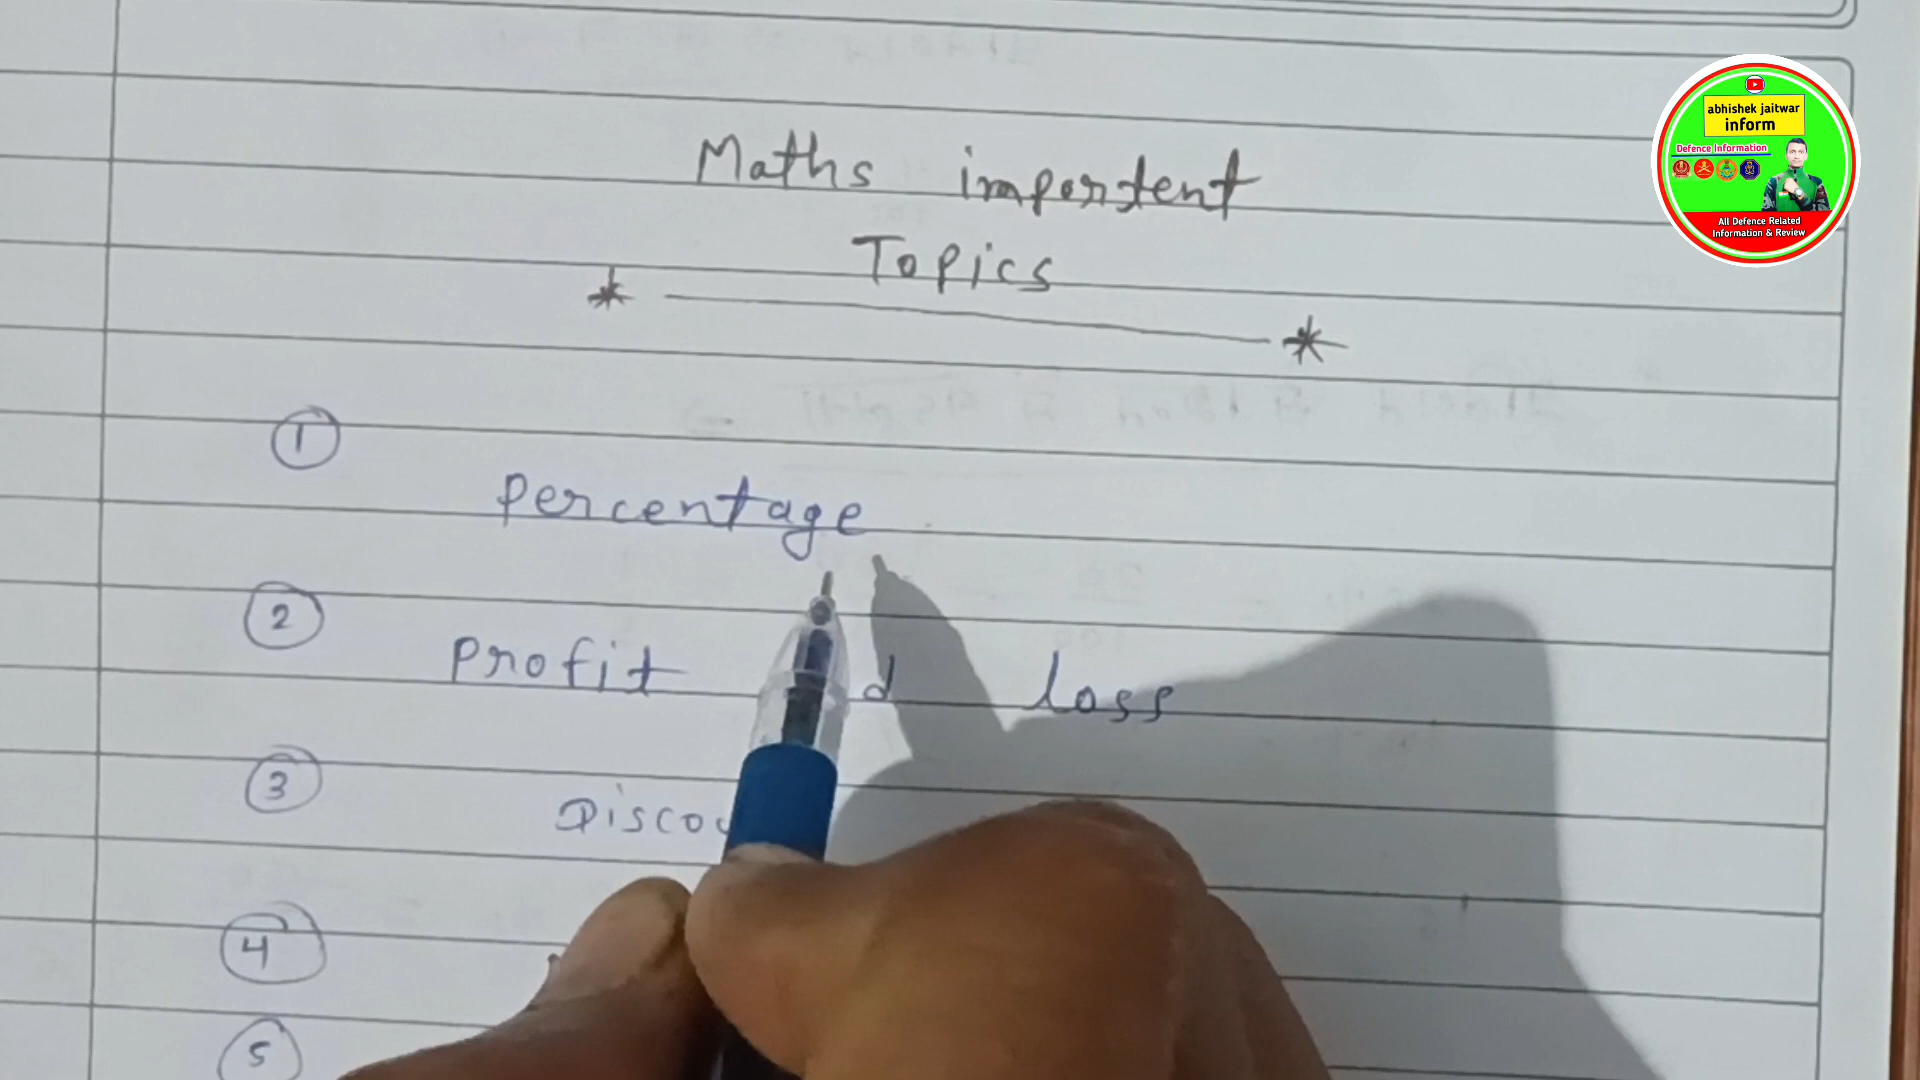 Maths importent
Topics
1
Percentage
2
Profit d loss
3
Disco
4
5
abhishek jaitwar
inform
Defence Information
All Defence Related
Information & Review